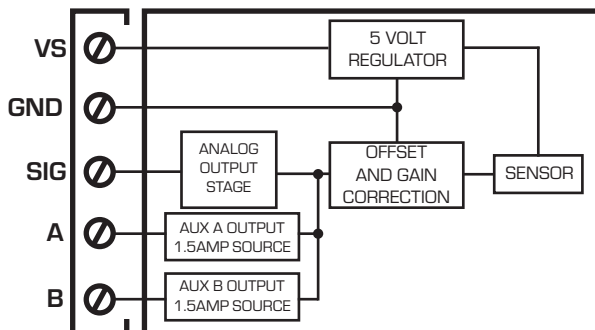 VS
5 VOLT
REGULATOR
GND
SIG
ANALOG
OUTPUT
STAGE
OFFSET
AND GAIN
CORRECTION
SENSOR
A
AUX A OUTPUT
1.5AMP SOURCE
B
AUX B OUTPUT
1.5AMP SOURCE